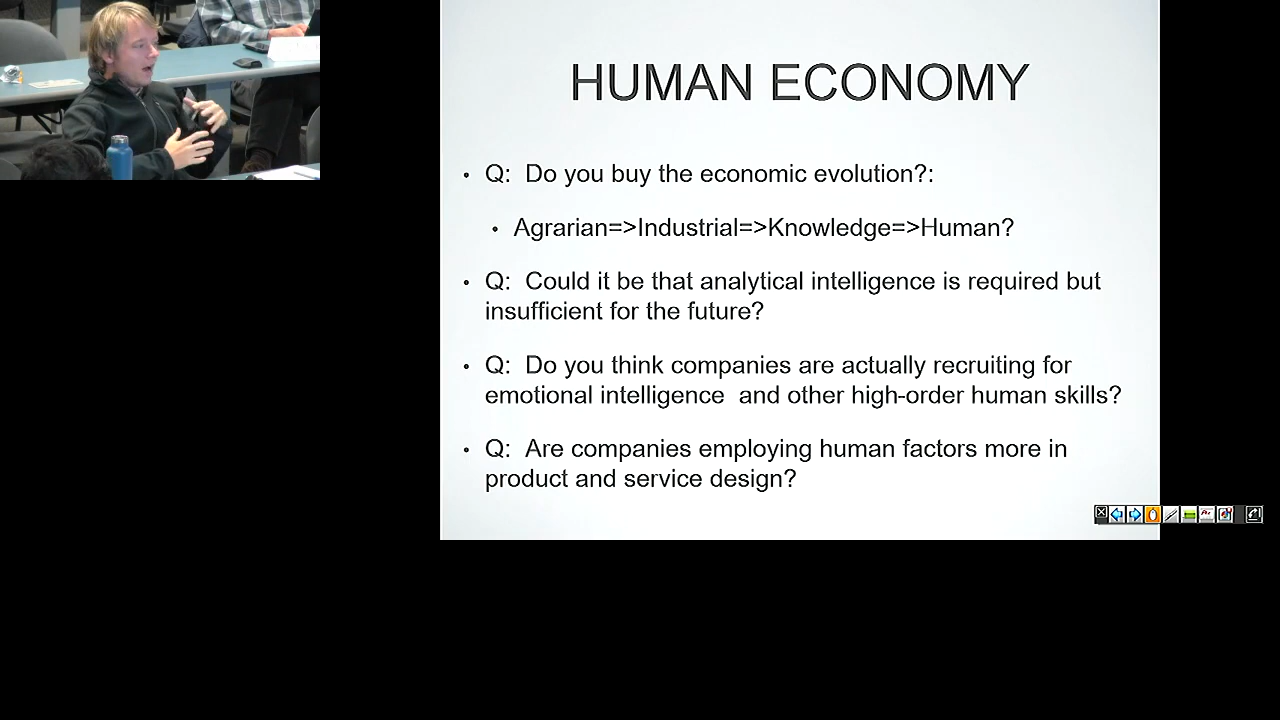 HUMAN ECONOMY
• Q:  Do you buy the economic evolution?:
• Agrarian=>Industrial=>Knowledge=>Human?
• Q:  Could it be that analytical intelligence is required but
insufficient for the future?
• Q:  Do you think companies are actually recruiting for
emotional intelligence  and other high-order human skills?
• Q:  Are companies employing human factors more in
product and service design?